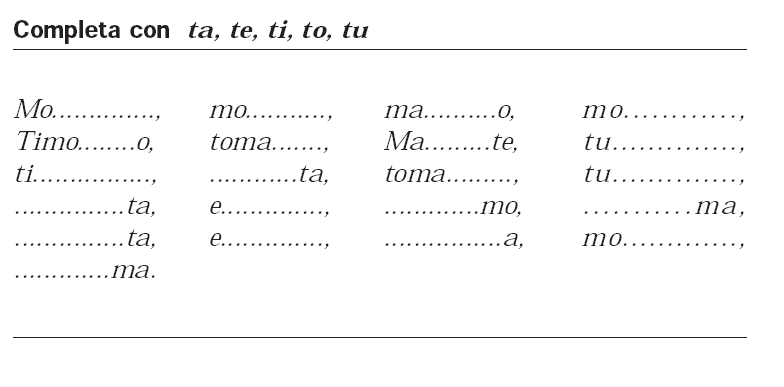 Completa con ta, te, ti, to, tu
Mo.............., mo..........., ma..........o, mo............,
Timo........o, toma......., Ma.........te, tu..............,
ti................, ............ta, toma........., tu..............,
...............ta, e.............., .............mo, ...........ma,
...............ta, e.............., ................a, mo.............,
.............ma.